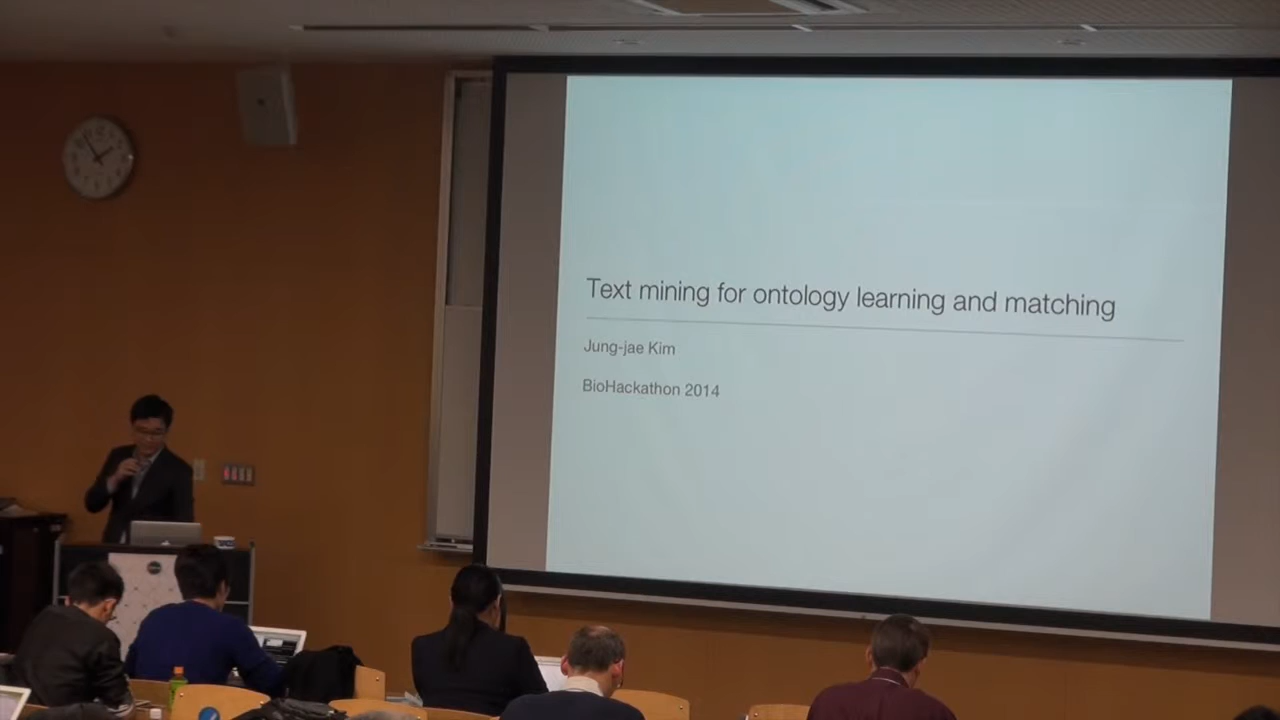 Text mining for ontology learning and matching
Jung-jae Kim
BioHackathon 2014